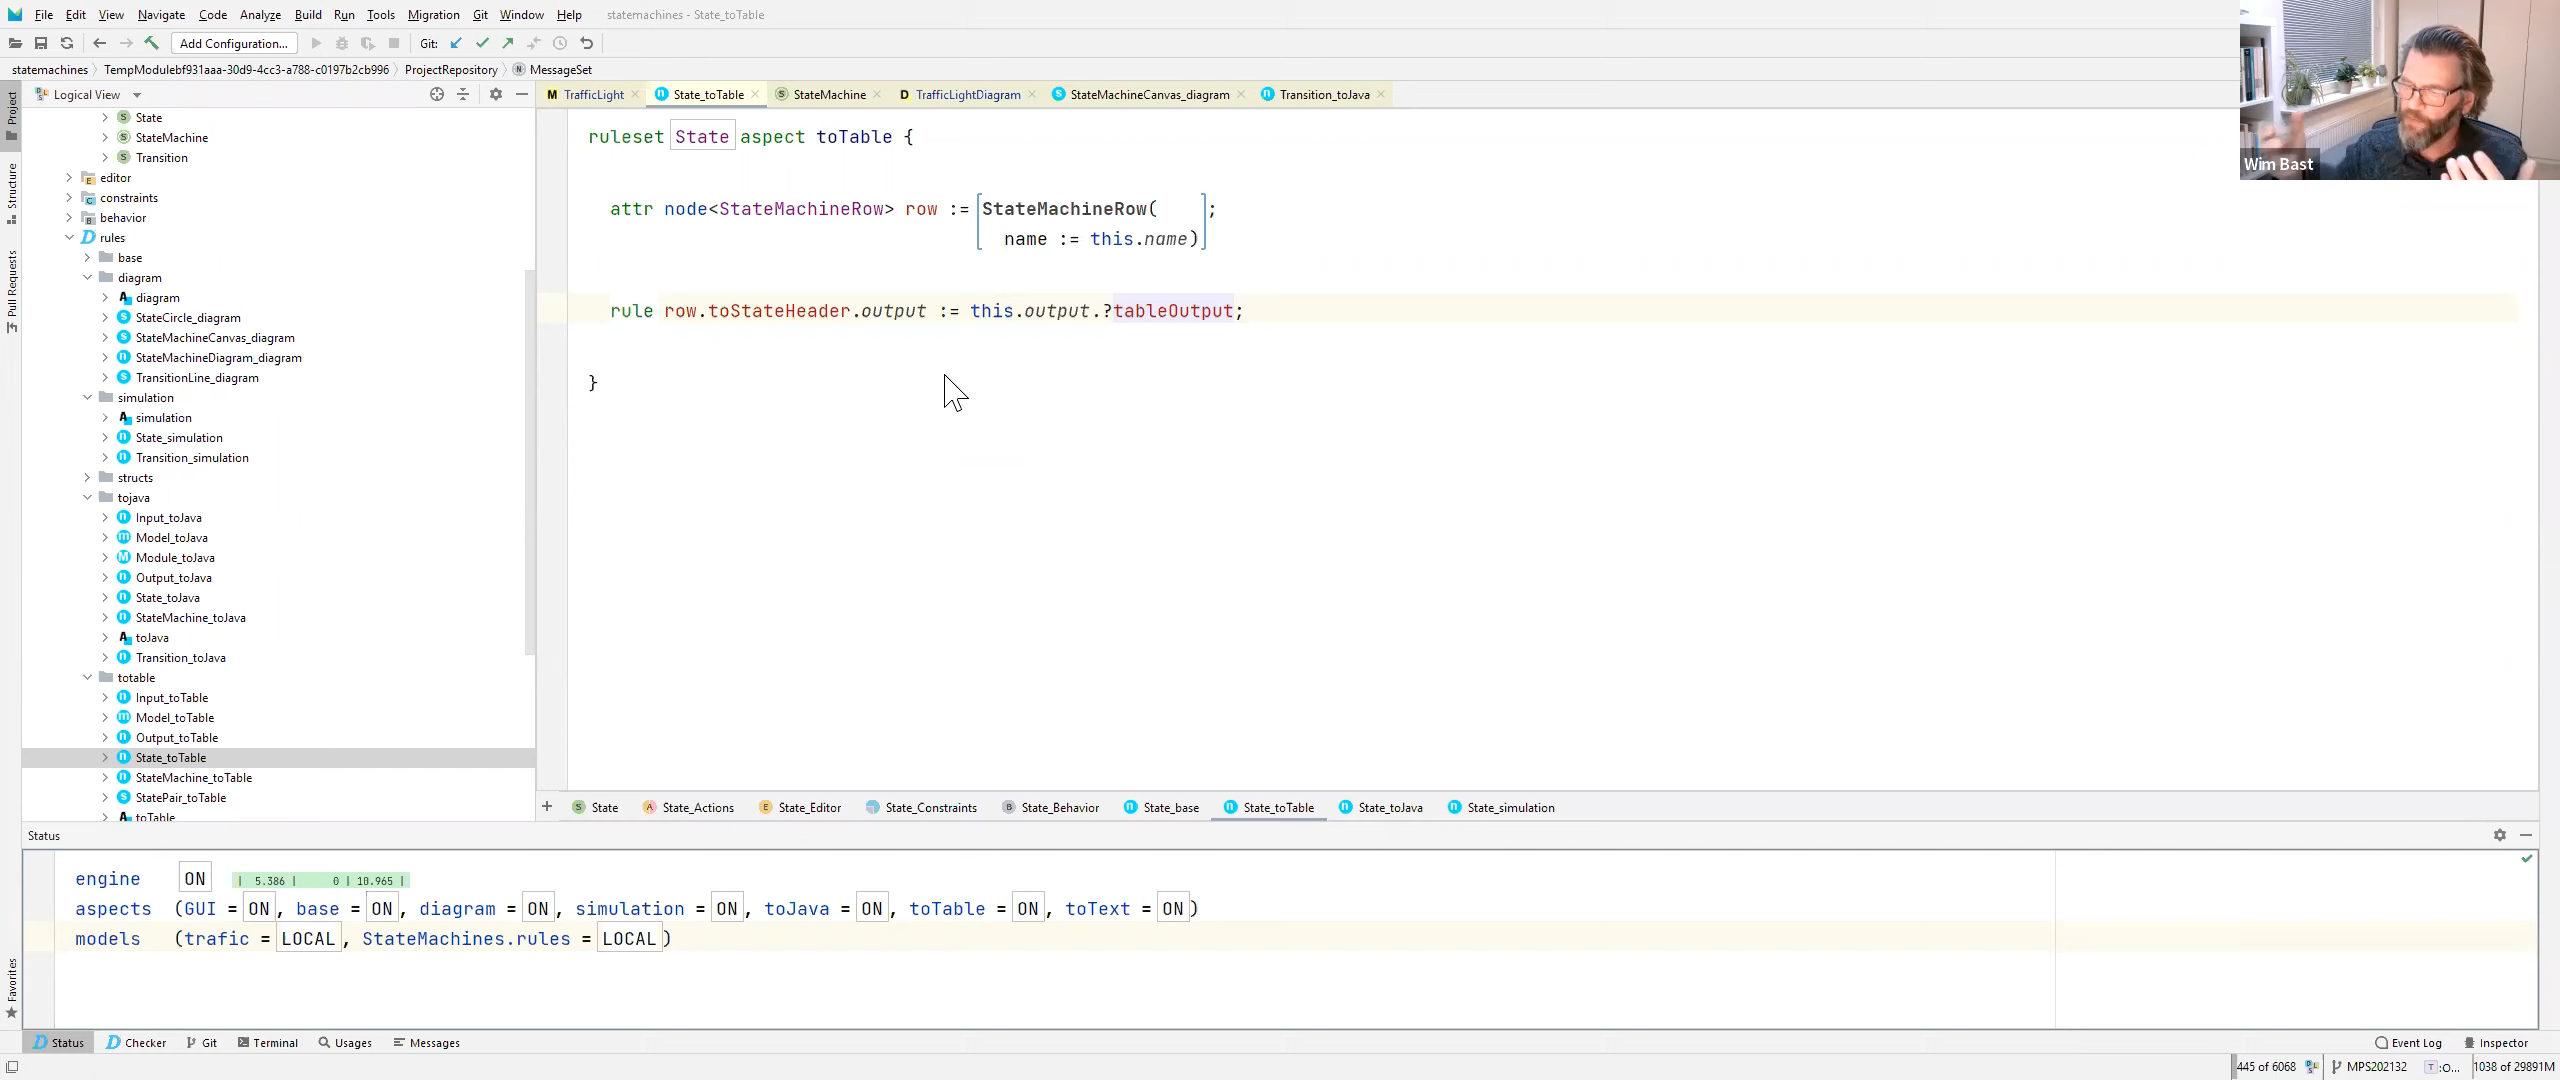 File Edit View Navigate Code Analyze Build Run Tools Migration Git Window Help statemachines - State_toTable
Add Configuration... Git:
statemachines TempModulebf931aaa-30d9-4cc3-a788-c0197b2cb996 ProjectRepository MessageSet
Logical View
TrafficLight State_toTable StateMachine TrafficLightDiagram StateMachineCanvas_diagram Transition_toJava
Project
Structure
Pull Requests
Favorites
State
StateMachine
Transition
editor
constraints
behavior
rules
base
diagram
diagram
StateCircle_diagram
StateMachineCanvas_diagram
StateMachineDiagram_diagram
TransitionLine_diagram
simulation
simulation
State_simulation
Transition_simulation
structs
tojava
Input_toJava
Model_toJava
Module_toJava
Output_toJava
State_toJava
StateMachine_toJava
toJava
Transition_toJava
totable
Input_toTable
Model_toTable
Output_toTable
State_toTable
StateMachine_toTable
StatePair_toTable
toTable
ruleset State aspect toTable {
attr node<StateMachineRow> row := StateMachineRow( ;
name := this.name)
rule row.toStateHeader.output := this.output.?tableOutput;
}
Wim Bast
State State_Actions State_Editor State_Constraints State_Behavior State_base State_toTable State_toJava State_simulation
Status
engine ON | 5.386 | 0 | 10.965 |
aspects (GUI = ON, base = ON, diagram = ON, simulation = ON, toJava = ON, toTable = ON, toText = ON)
models (trafic = LOCAL, StateMachines.rules = LOCAL)
Status Checker Git Terminal Usages Messages Event Log Inspector
445 of 6068 MPS202132 T:O... 1038 of 29891M